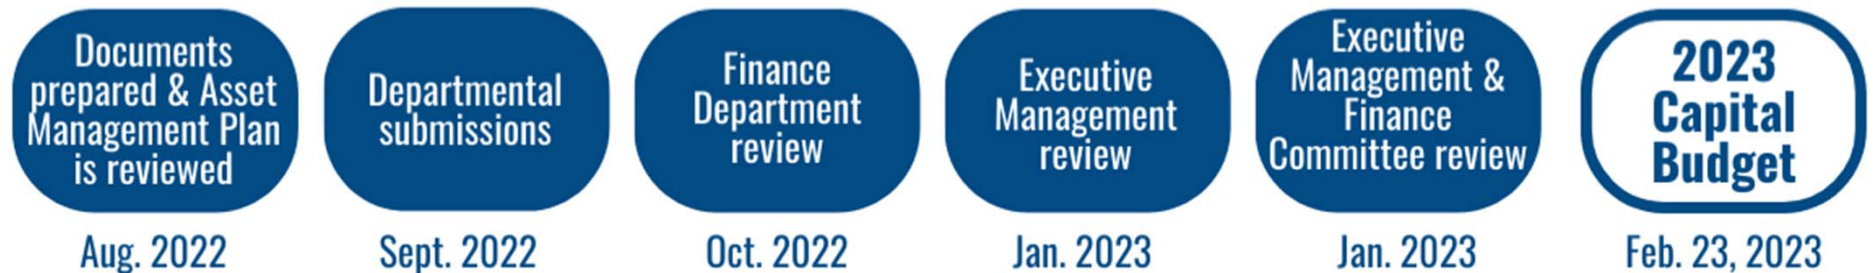 Documents
prepared & Asset
Management Plan
is reviewed
Aug. 2022
Departmental
submissions
Sept. 2022
Finance
Department
review
Oct. 2022
Executive
Management
review
Jan. 2023
Executive
Management &
Finance
Committee review
Jan. 2023
2023
Capital
Budget
Feb. 23, 2023